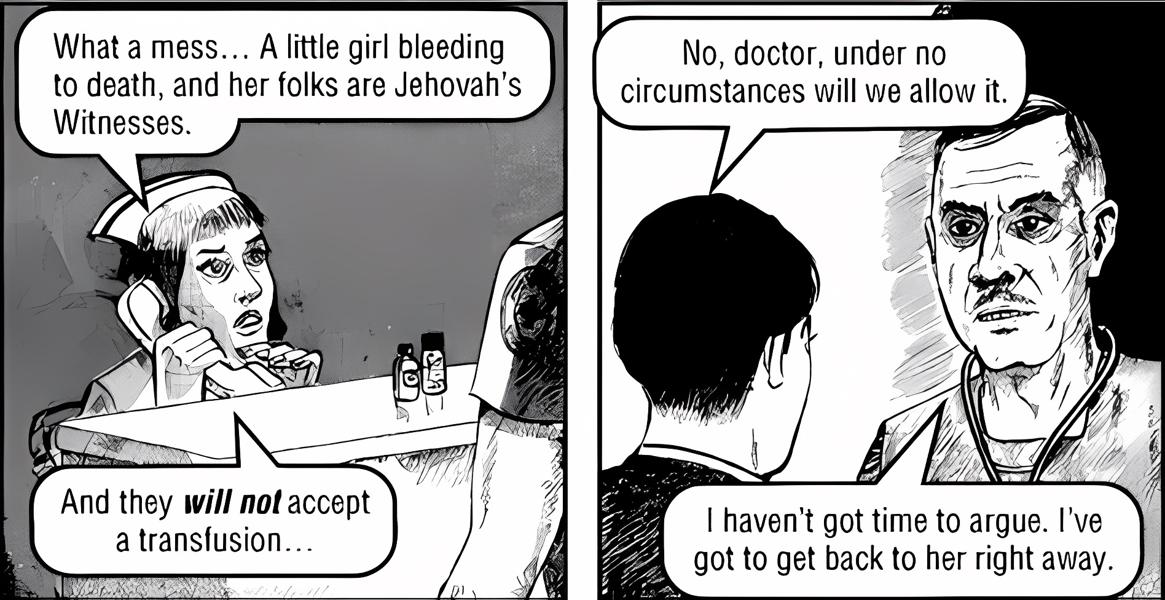 What a mess... A little girl bleeding
to death, and her folks are Jehovah's
Witnesses.
And they will not accept
a transfusion...
No, doctor, under no
circumstances will we allow it.
I haven't got time to argue. I've
got to get back to her right away.